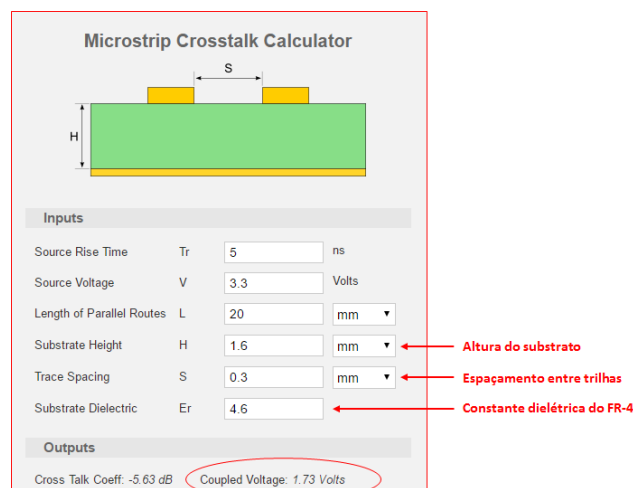 Microstrip Crosstalk Calculator
S
H
Inputs
Source Rise Time Tr 5 ns
Source Voltage V 3.3 Volts
Length of Parallel Routes L 20 mm
Substrate Height H 1.6 mm Altura do substrato
Trace Spacing S 0.3 mm Espaçamento entre trilhas
Substrate Dielectric Er 4.6 Constante dielétrica do FR-4
Outputs
Cross Talk Coeff: -5.63 dB Coupled Voltage: 1.73 Volts